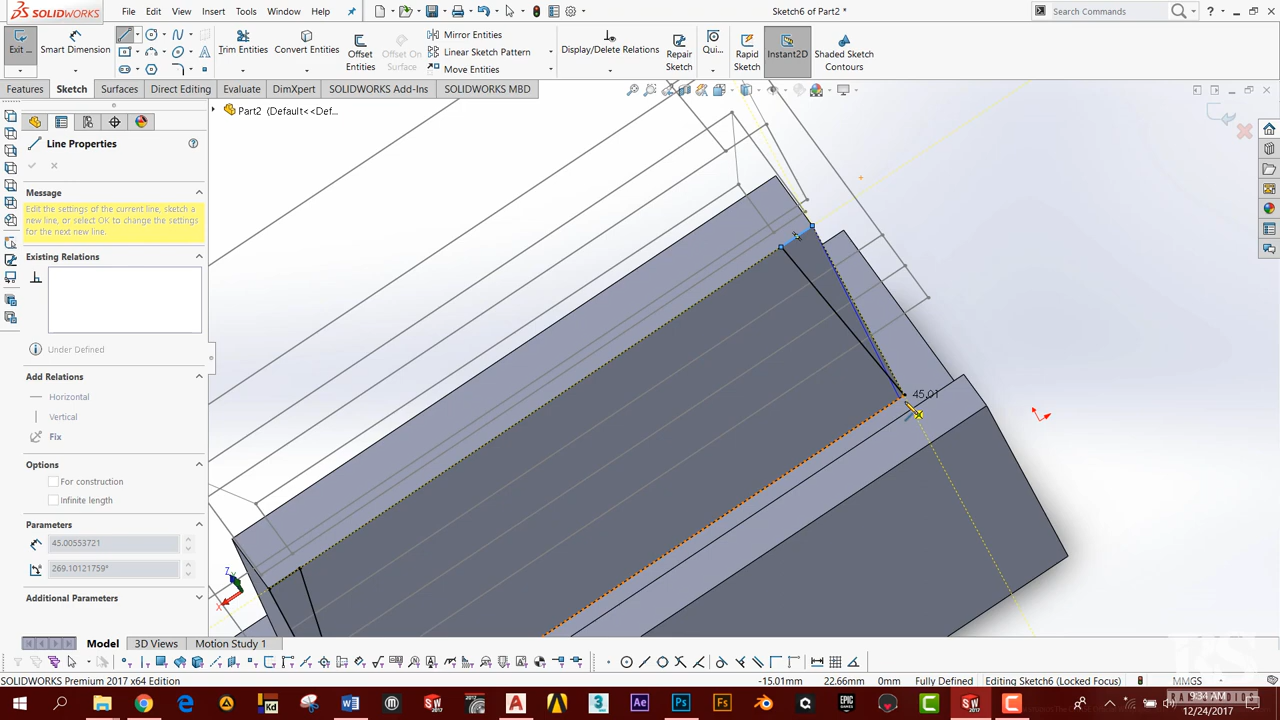 SOLIDWORKS
File Edit View Insert Tools Window Help
Sketch6 of Part2 *
Search Commands
Exit ...
Smart Dimension
Trim Entities
Convert Entities
Offset Entities
Offset On Surface
Mirror Entities
Linear Sketch Pattern
Move Entities
Display/Delete Relations
Repair Sketch
Qui...
Rapid Sketch
Instant2D
Shaded Sketch Contours
Features Sketch Surfaces Direct Editing Evaluate DimXpert SOLIDWORKS Add-Ins SOLIDWORKS MBD
Part2 (Default<<Def...
Line Properties
Message
Edit the settings of the current line, sketch a
new line, or select OK to change the settings
for the next new line.
Existing Relations
Under Defined
Add Relations
Horizontal
Vertical
Fix
Options
For construction
Infinite length
Parameters
45.00553721
269.10121759°
Additional Parameters
45.01
Z
X
Model 3D Views Motion Study 1
SOLIDWORKS Premium 2017 x64 Edition
-15.01mm 22.66mm 0mm Fully Defined Editing Sketch6 (Locked Focus) MMGS
9:34 AM
12/24/2017